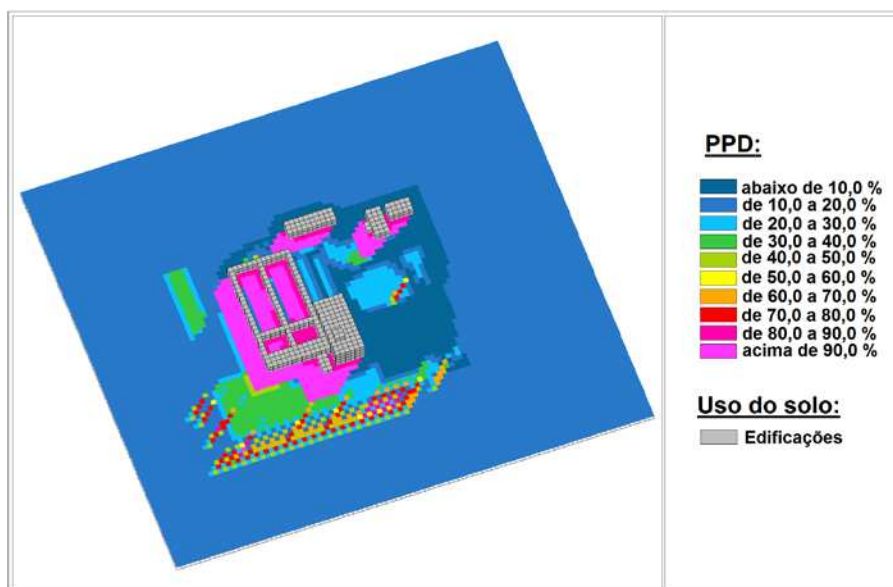 PPD:
abaixo de 10,0 %
de 10,0 a 20,0 %
de 20,0 a 30,0 %
de 30,0 a 40,0 %
de 40,0 a 50,0 %
de 50,0 a 60,0 %
de 60,0 a 70,0 %
de 70,0 a 80,0 %
de 80,0 a 90,0 %
acima de 90,0 %
Uso do solo:
Edificações